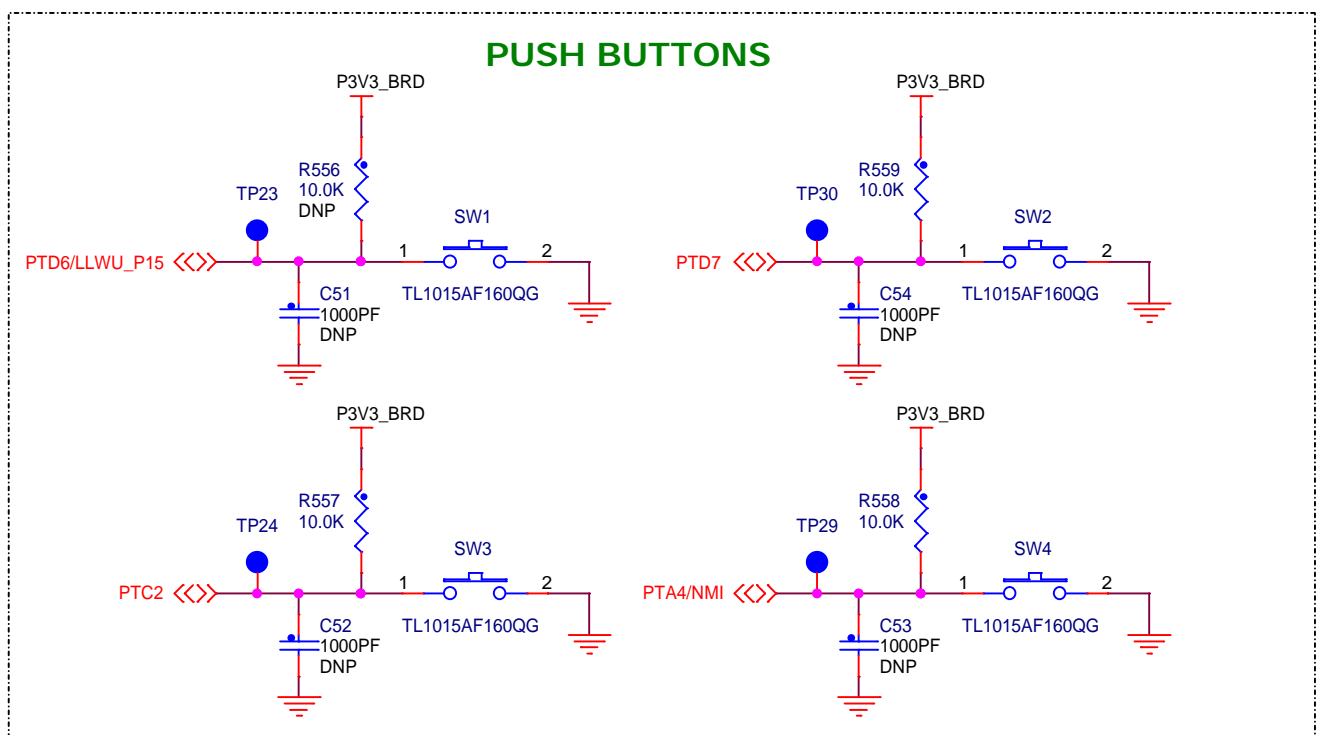 PUSH BUTTONS
P3V3_BRD
R556
10.0K
DNP
TP23
SW1
PTD6/LLWU_P15
1
2
C51
1000PF
DNP
TL1015AF160QG
P3V3_BRD
R559
10.0K
TP30
SW2
PTD7
1
2
C54
1000PF
DNP
TL1015AF160QG
P3V3_BRD
R557
10.0K
TP24
SW3
PTC2
1
2
C52
1000PF
DNP
TL1015AF160QG
P3V3_BRD
R558
10.0K
TP29
SW4
PTA4/NMI
1
2
C53
1000PF
DNP
TL1015AF160QG